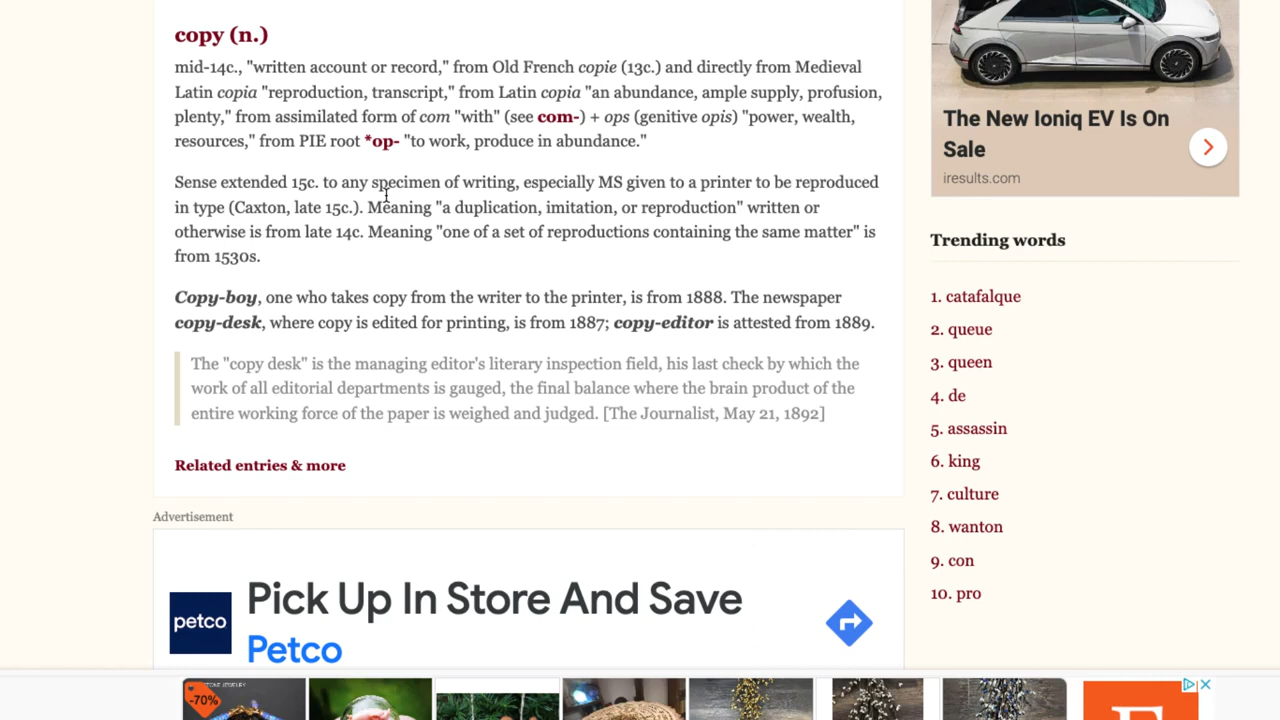 copy (n.)
mid-14c., "written account or record," from Old French copie (13c.) and directly from Medieval
Latin copia "reproduction, transcript," from Latin copia "an abundance, ample supply, profusion,
plenty," from assimilated form of com "with" (see com-) + ops (genitive opis) "power, wealth,
resources," from PIE root *op- "to work, produce in abundance."
Sense extended 15c. to any specimen of writing, especially MS given to a printer to be reproduced
in type (Caxton, late 15c.). Meaning "a duplication, imitation, or reproduction" written or
otherwise is from late 14c. Meaning "one of a set of reproductions containing the same matter" is
from 1530s.
Copy-boy, one who takes copy from the writer to the printer, is from 1888. The newspaper
copy-desk, where copy is edited for printing, is from 1887; copy-editor is attested from 1889.
The "copy desk" is the managing editor's literary inspection field, his last check by which the
work of all editorial departments is gauged, the final balance where the brain product of the
entire working force of the paper is weighed and judged. [The Journalist, May 21, 1892]
Related entries & more
Advertisement
petco
Pick Up In Store And Save
Petco
-70%
The New Ioniq EV Is On
Sale
iresults.com
Trending words
1. catafalque
2. queue
3. queen
4. de
5. assassin
6. king
7. culture
8. wanton
9. con
10. pro